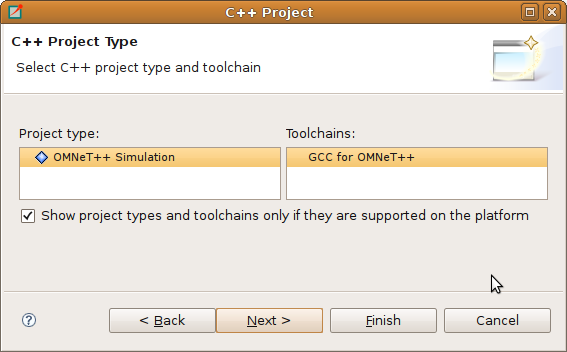 C++ Project
C++ Project Type
Select C++ project type and toolchain
Project type: Toolchains:
OMNeT++ Simulation GCC for OMNeT++
Show project types and toolchains only if they are supported on the platform
? < Back Next > Finish Cancel